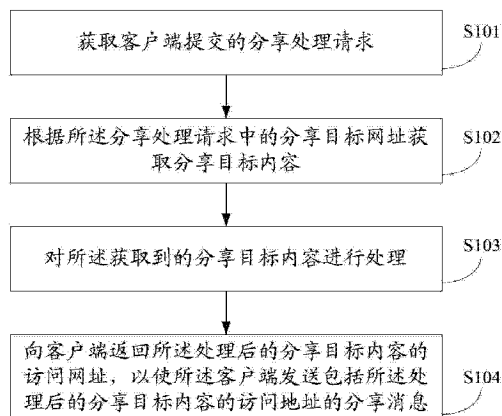 获取客户端提交的分享处理请求
S101
根据所述分享处理请求中的分享目标网址获
取分享目标内容
S102
对所述获取到的分享目标内容进行处理
S103
向客户端返回所述处理后的分享目标内容的
访问网址，以使所述客户端发送包括所述处
理后的分享目标内容的访问地址的分享消息
S104